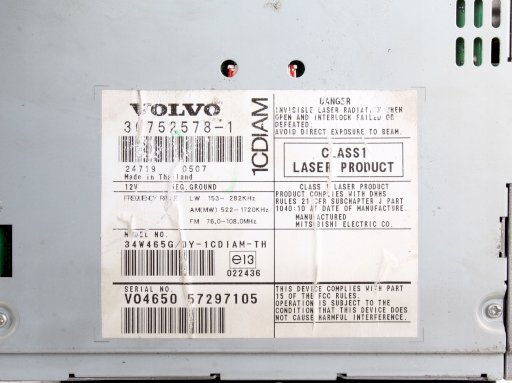 VOLVO
30752578-1
24719 0507
Made in Thailand
12V NEG.GROUND
FREQUENCY RANGE LW 153- 282KHz
AM(MW) 522-1720KHz
FM 76.0-108.0MHz
MODEL NO.
34W465G/DY-1CDIAM-TH
e13
022436
SERIAL NO.
V04650 57297105
1CDIAM
DANGER
INVISIBLE LASER RADIATION WHEN
OPEN AND INTERLOCK FAILED OR
DEFEATED.
AVOID DIRECT EXPOSURE TO BEAM.
CLASS1
LASER PRODUCT
CLASS 1 LASER PRODUCT
PRODUCT COMPLIES WITH DHHS
RULES 21 CFR SUBCHAPTER J PART
1040:10 AT DATE OF MANUFACTURE.
MANUFACTURED
MITSUBISHI ELECTRIC CO.
THIS DEVICE COMPLIES WITH PART
15 OF THE FCC RULES.
OPERATION IS SUBJECT TO THE
CONDITION THAT THIS DEVICE DOES
NOT CAUSE HARMFUL INTERFERENCE.